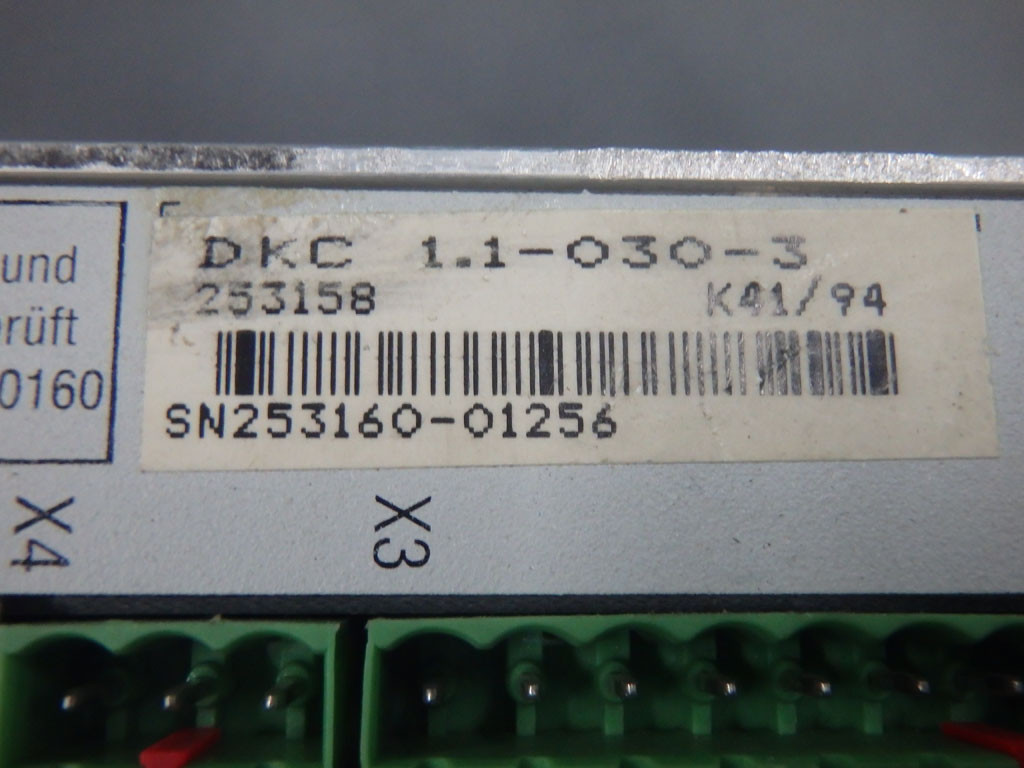 und
rüft
0160
DKC 1.1-030-3
253158 K41/94
SN253160-01256
X4
X3